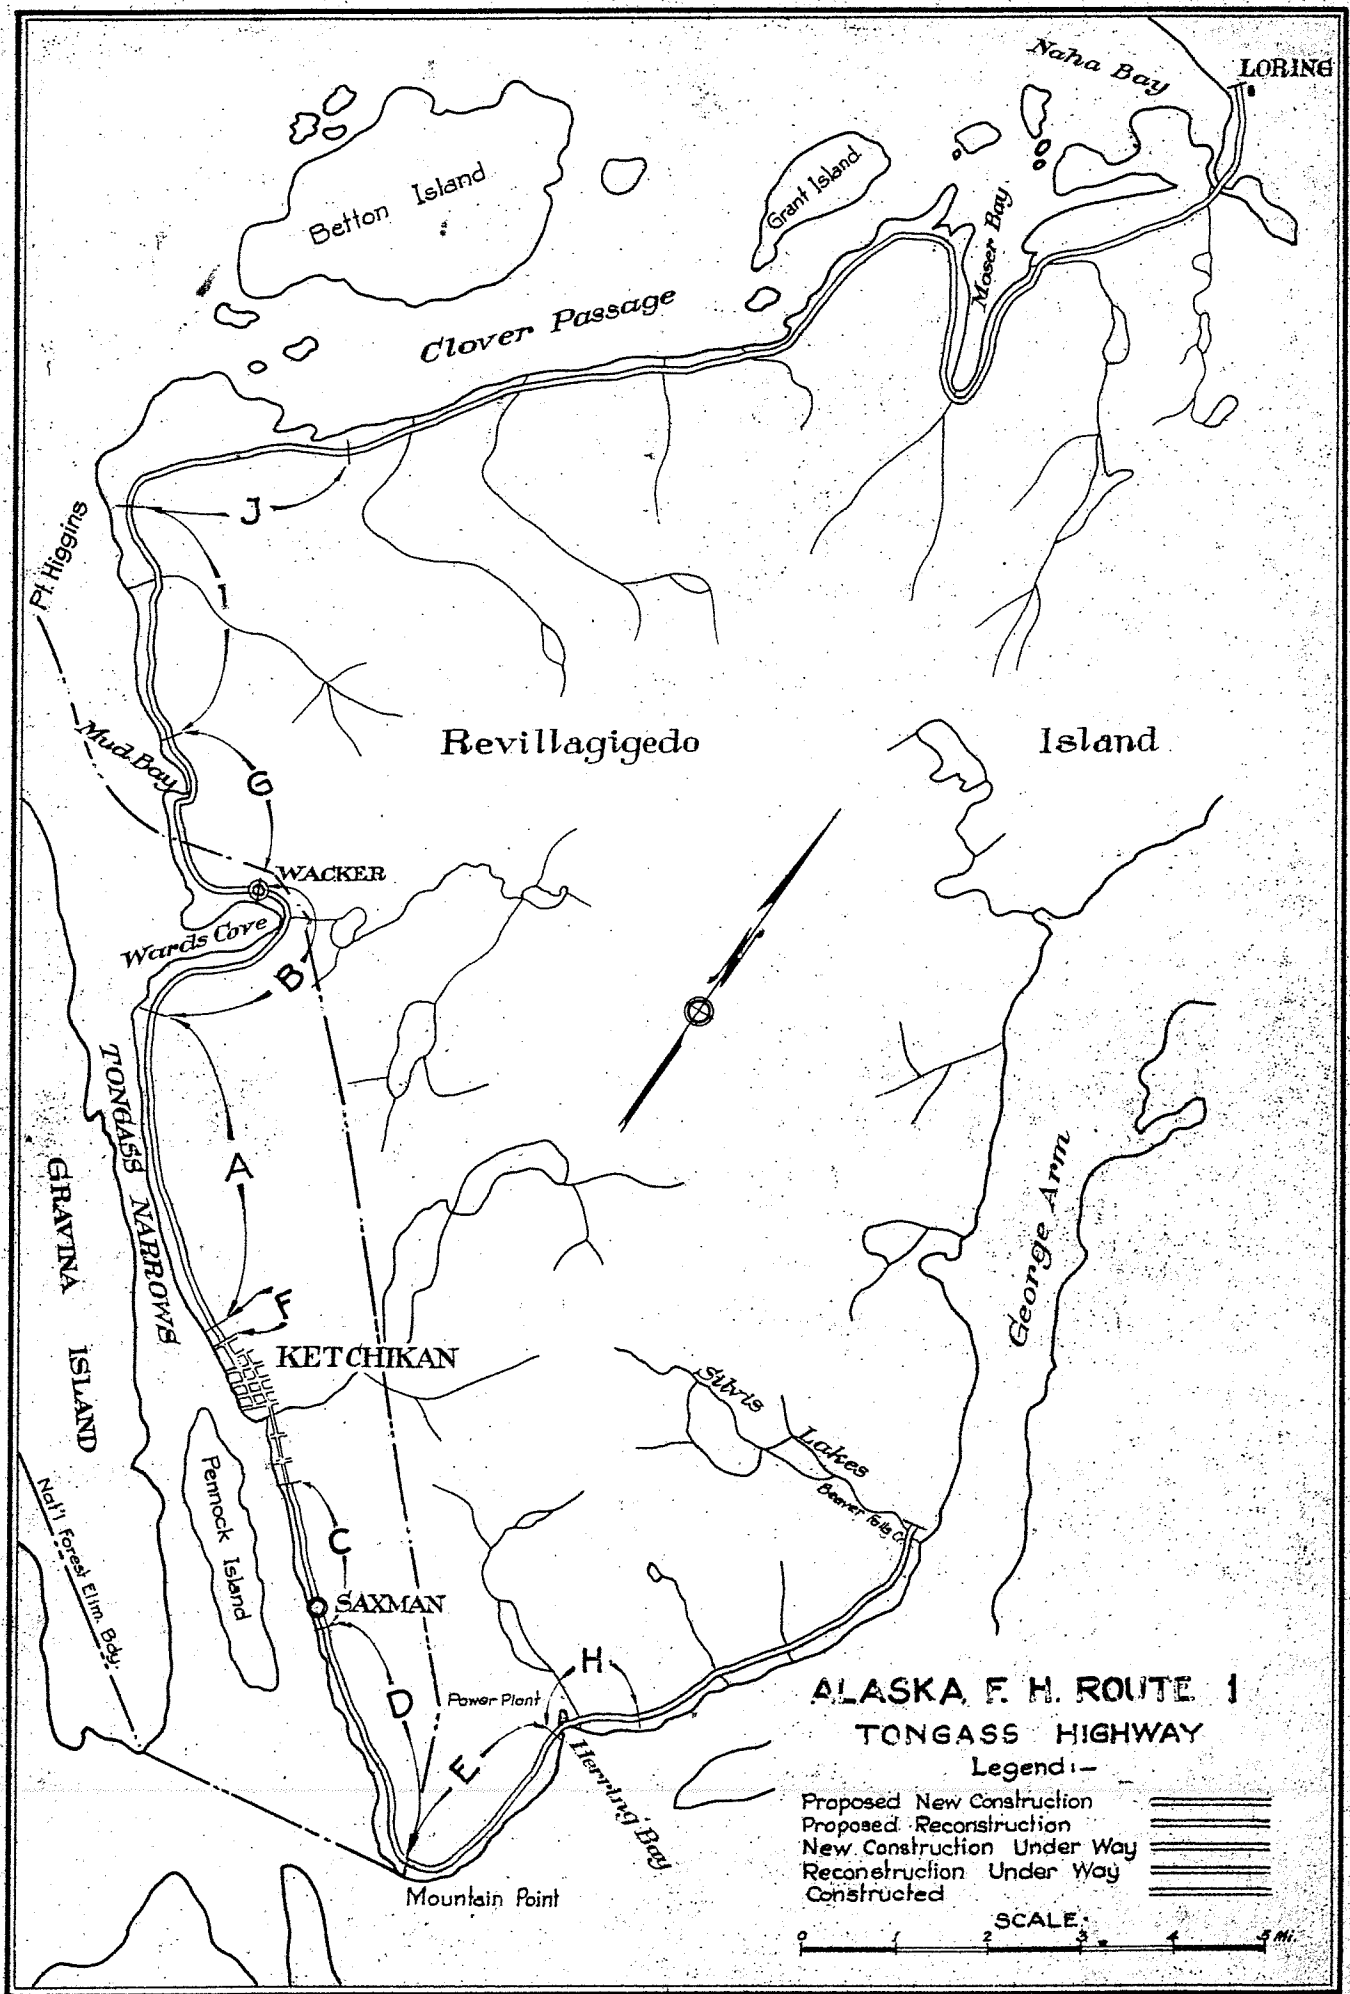 Naha Bay
LORING
Betton Island
Grant Island
Moser Bay
Clover Passage
J
Pt. Higgins
I
Revillagigedo Island
Mud Bay
G
WACKER
Wards Cove
B
N
TONGASS NARROWS
A
GRAVINA ISLAND
George Arm
F
KETCHIKAN
Silvis Lakes
Beaver Falls Cr.
Pennock Island
Nat'l Forest Elim. Bdy.
C
SAXMAN
H
D
Power Plant
E
Herring Bay
Mountain Point
ALASKA F. H. ROUTE 1
TONGASS HIGHWAY
Legend:-
Proposed New Construction
Proposed Reconstruction
New Construction Under Way
Reconstruction Under Way
Constructed
SCALE
0 1 2 3 4 5 Mi.